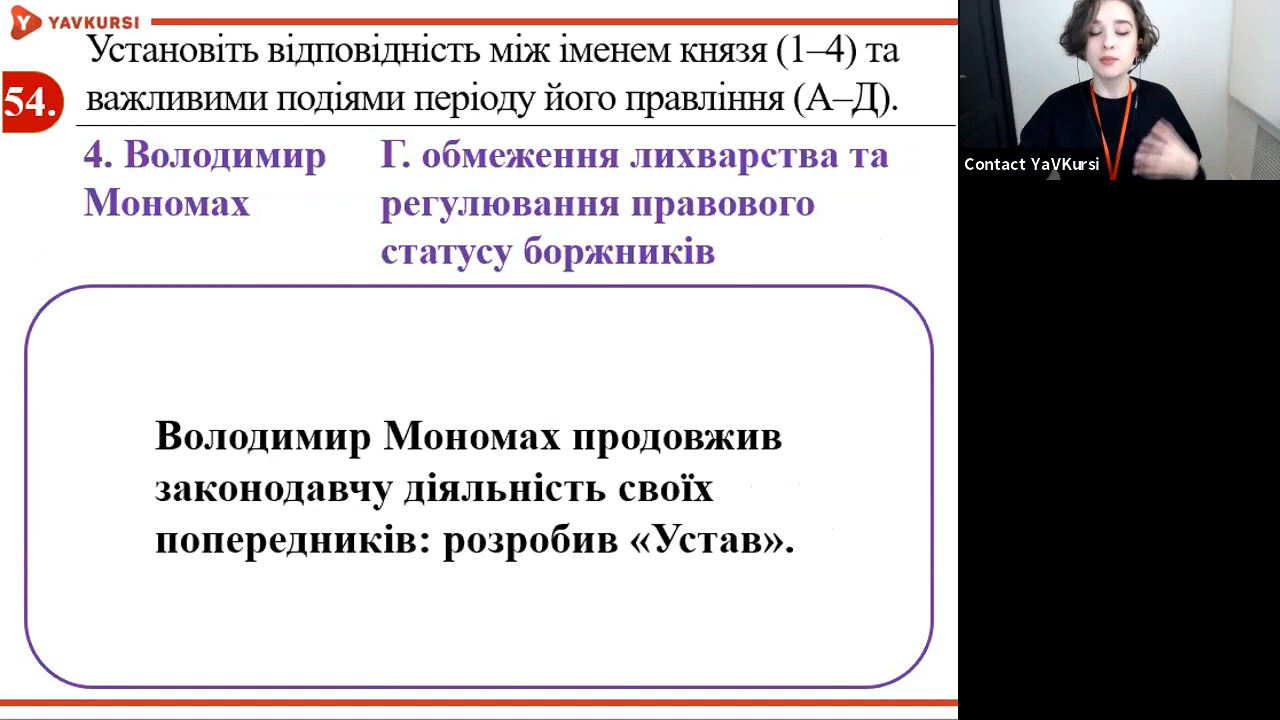 YAVKURSI
Установіть відповідність між іменем князя (1–4) та
54.
важливими подіями періоду його правління (А–Д).
4. Володимир
Мономах
Г. обмеження лихварства та
регулювання правового
статусу боржників
Contact YaVKursi
Володимир Мономах продовжив
законодавчу діяльність своїх
попередників: розробив «Устав».